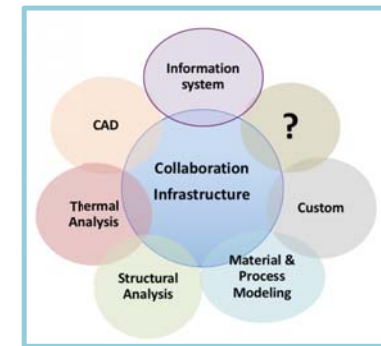 Information
system
CAD
?
Collaboration
Infrastructure
Thermal
Analysis
Custom
Structural
Analysis
Material &
Process
Modeling